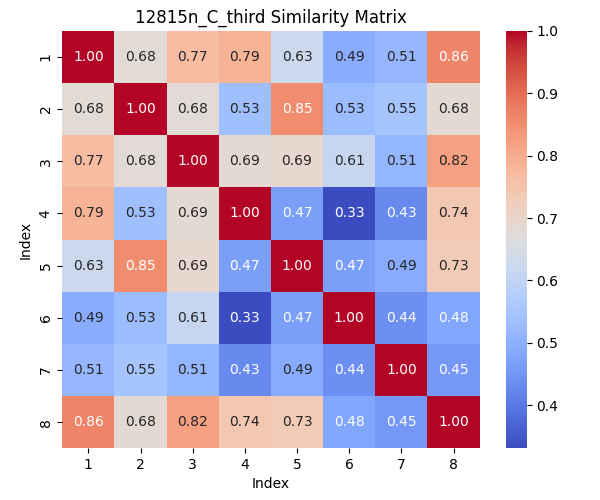 12815n_C_third Similarity Matrix
1 1.00 0.68 0.77 0.79 0.63 0.49 0.51 0.86
2 0.68 1.00 0.68 0.53 0.85 0.53 0.55 0.68
3 0.77 0.68 1.00 0.69 0.69 0.61 0.51 0.82
4 0.79 0.53 0.69 1.00 0.47 0.33 0.43 0.74
5 0.63 0.85 0.69 0.47 1.00 0.47 0.49 0.73
6 0.49 0.53 0.61 0.33 0.47 1.00 0.44 0.48
7 0.51 0.55 0.51 0.43 0.49 0.44 1.00 0.45
8 0.86 0.68 0.82 0.74 0.73 0.48 0.45 1.00
1 2 3 4 5 6 7 8
Index
Index
1.0
0.9
0.8
0.7
0.6
0.5
0.4